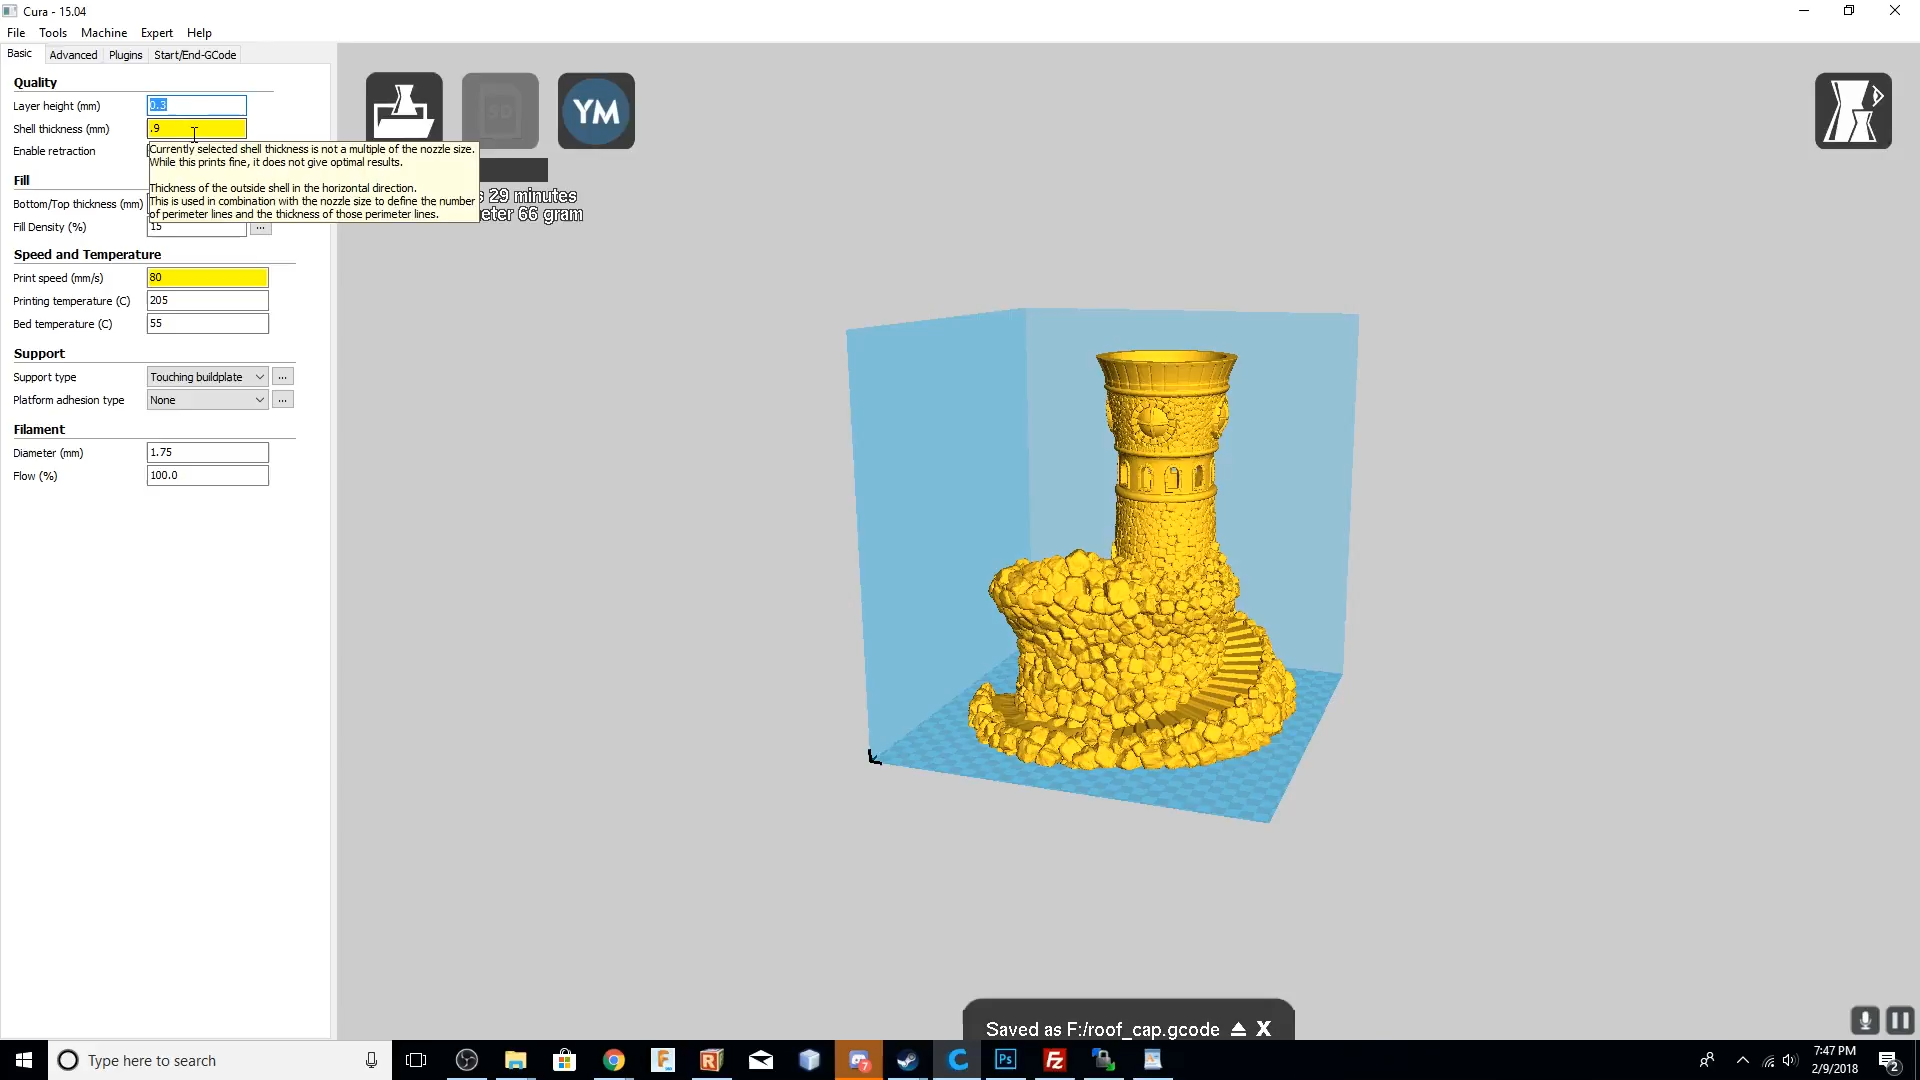 Cura - 15.04
File Tools Machine Expert Help
Basic Advanced Plugins Start/End-GCode
Quality
Layer height (mm) 0.3
Shell thickness (mm) .9
Enable retraction
Currently selected shell thickness is not a multiple of the nozzle size.
While this prints fine, it does not give optimal results.
Thickness of the outside shell in the horizontal direction.
This is used in combination with the nozzle size to define the number
of perimeter lines and the thickness of those perimeter lines.
Fill
Bottom/Top thickness (mm)
Fill Density (%) 15 ...
Speed and Temperature
Print speed (mm/s) 80
Printing temperature (C) 205
Bed temperature (C) 55
Support
Support type Touching buildplate ...
Platform adhesion type None ...
Filament
Diameter (mm) 1.75
Flow (%) 100.0
SD
YM
29 minutes
66 gram
Saved as F:/roof_cap.gcode X
Type here to search
F
R
7
C
Ps
Fz
7:47 PM
2/9/2018
2